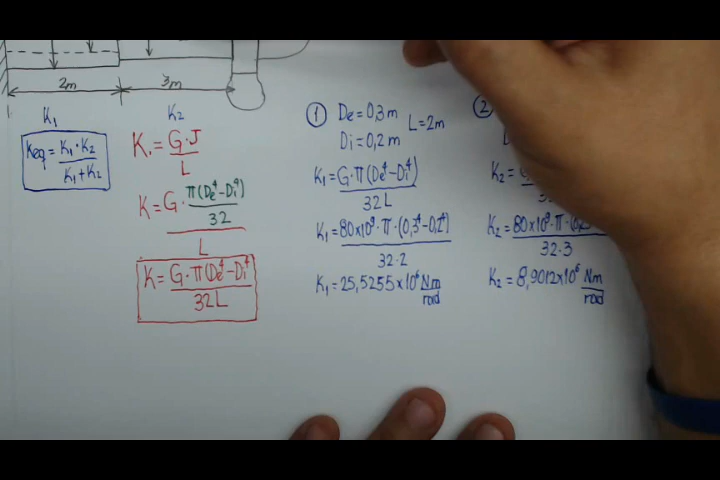 2m 3m
K₁ K₂
Keq = K₁·K₂ / K₁+K₂
K = G·J / L
K = G· π(De⁴-Di⁴) / 32 / L
K = G·π(De⁴-Di⁴) / 32L
① De = 0,3m
L = 2m
Di = 0,2m
K₁ = G·π(De⁴-Di⁴) / 32L
K₁ = 80x10⁹·π·(0,3⁴-0,2⁴) / 32·2
K₁ = 25,5255x10⁶ Nm/rad
②
K₂ =
K₂ = 80x10⁹·π· / 32·3
K₂ = 8,9012x10⁶ Nm/rad